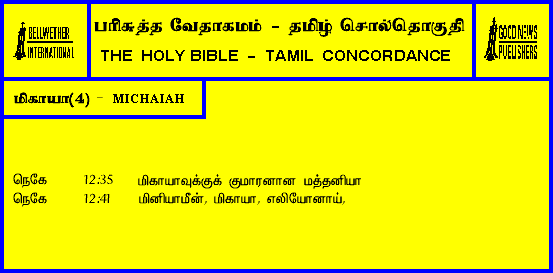 BELLWETHER
INTERNATIONAL
பரிசுத்த வேதாகமம் - தமிழ் சொல்தொகுதி
THE HOLY BIBLE - TAMIL CONCORDANCE
GOOD NEWS
PUBLISHERS
மிகாயா(4) - MICHAIAH
நெகே 12:35 மிகாயாவுக்குக் குமாரனான மத்தனியா
நெகே 12:41 மினியாமீன், மிகாயா, எலியோனாய்,